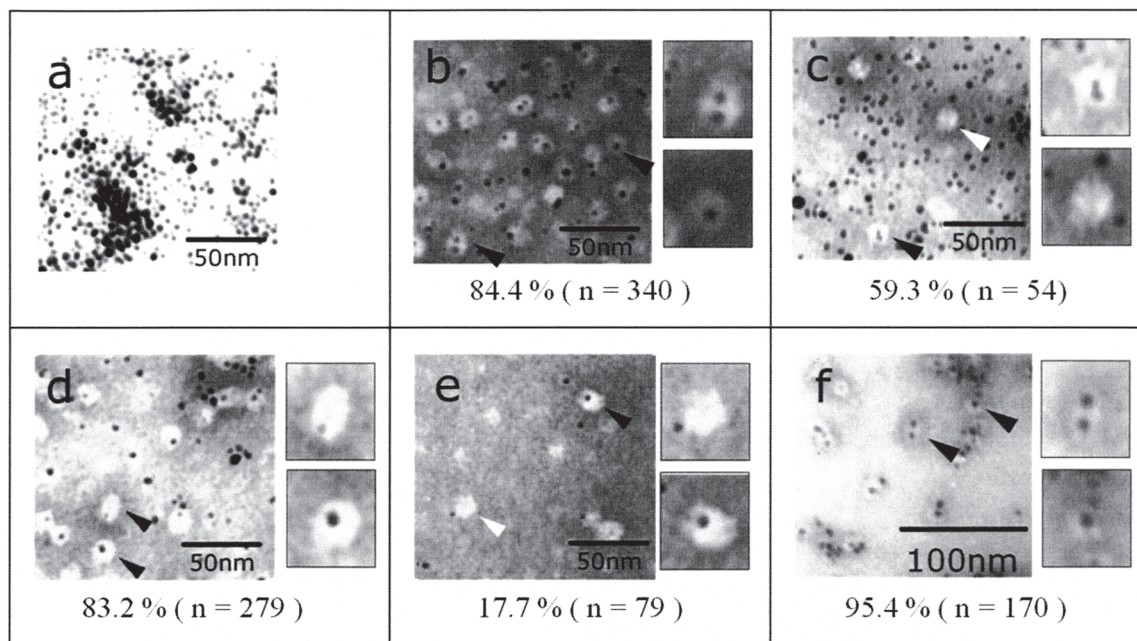 a
50nm
b
50nm
84.4 % ( n = 340 )
c
50nm
59.3 % ( n = 54)
d
50nm
83.2 % ( n = 279 )
e
50nm
17.7 % ( n = 79 )
f
100nm
95.4 % ( n = 170 )